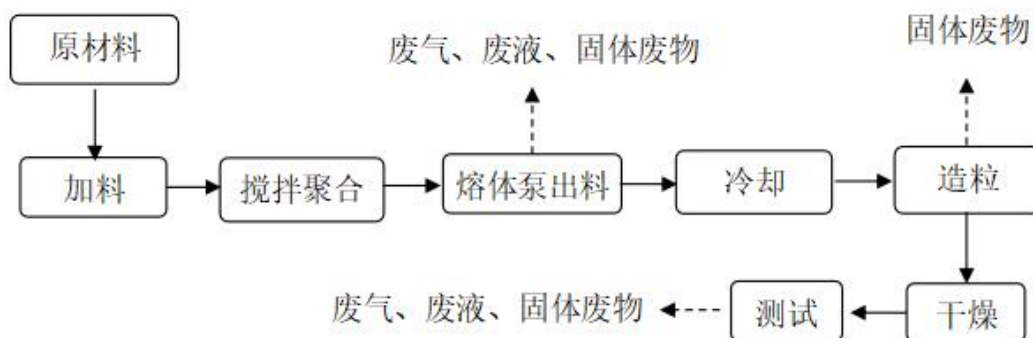 原材料
废气、废液、固体废物
固体废物
加料
搅拌聚合
熔体泵出料
冷却
造粒
废气、废液、固体废物
测试
干燥